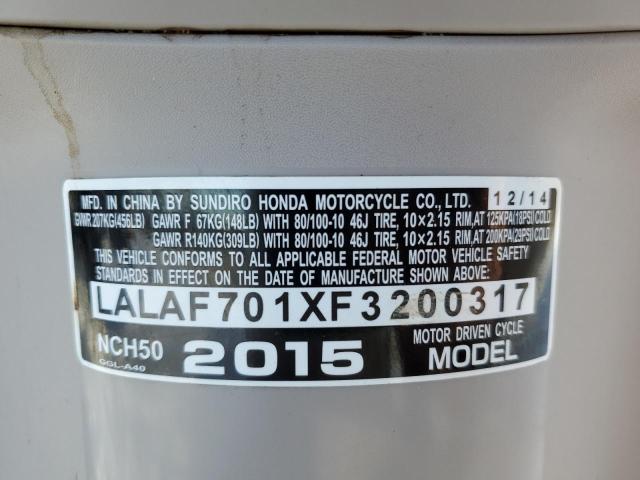 MFD. IN CHINA BY SUNDIRO HONDA MOTORCYCLE CO., LTD. 12/14
GVWR 207KG(456LB) GAWR F 67KG(148LB) WITH 80/100-10 46J TIRE, 10×2.15 RIM,AT 125KPA(18PSI)COLD
GAWR R140KG(309LB) WITH 80/100-10 46J TIRE, 10×2.15 RIM,AT 200KPA(29PSI)COLD
THIS VEHICLE CONFORMS TO ALL APPLICABLE FEDERAL MOTOR VEHICLE SAFETY
STANDARDS IN EFFECT ON THE DATE OF MANUFACTURE SHOWN ABOVE:
LALAF701XF3200317
NCH50 2015 MOTOR DRIVEN CYCLE
GGL-A40 MODEL